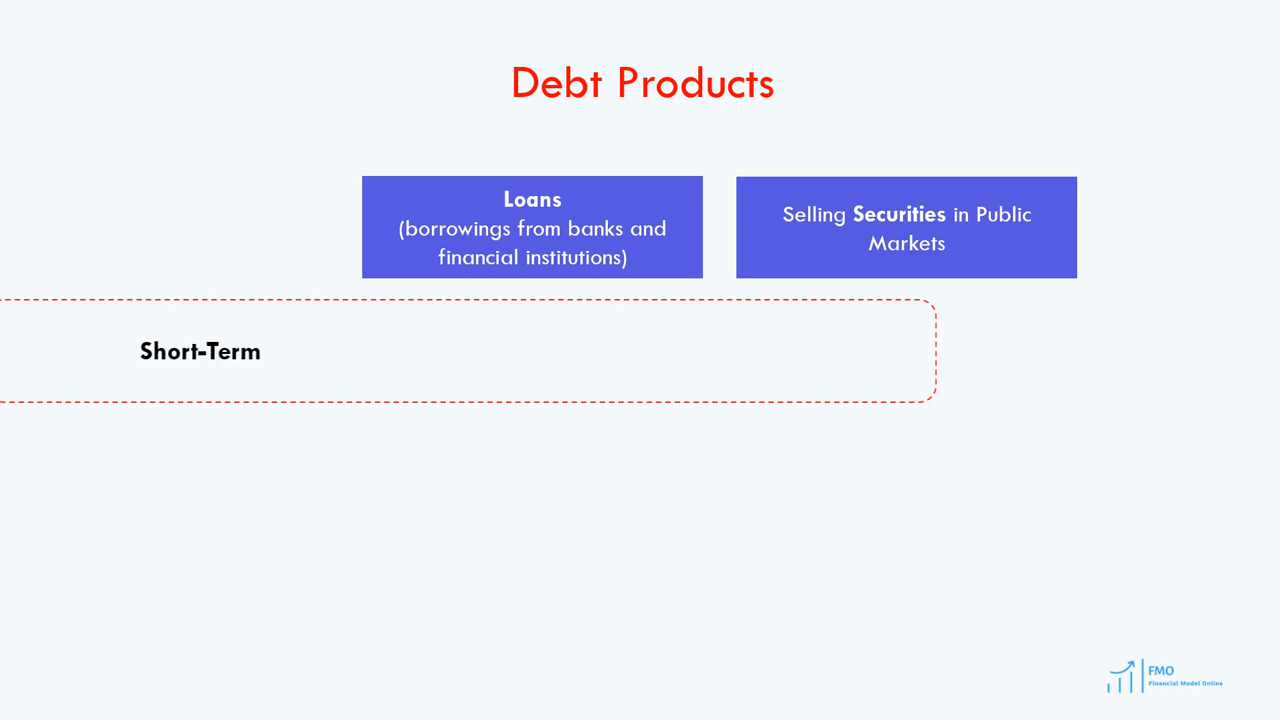 Debt Products
Loans
(borrowings from banks and
financial institutions)
Selling Securities in Public
Markets
Short-Term
FMO
Financial Model Online